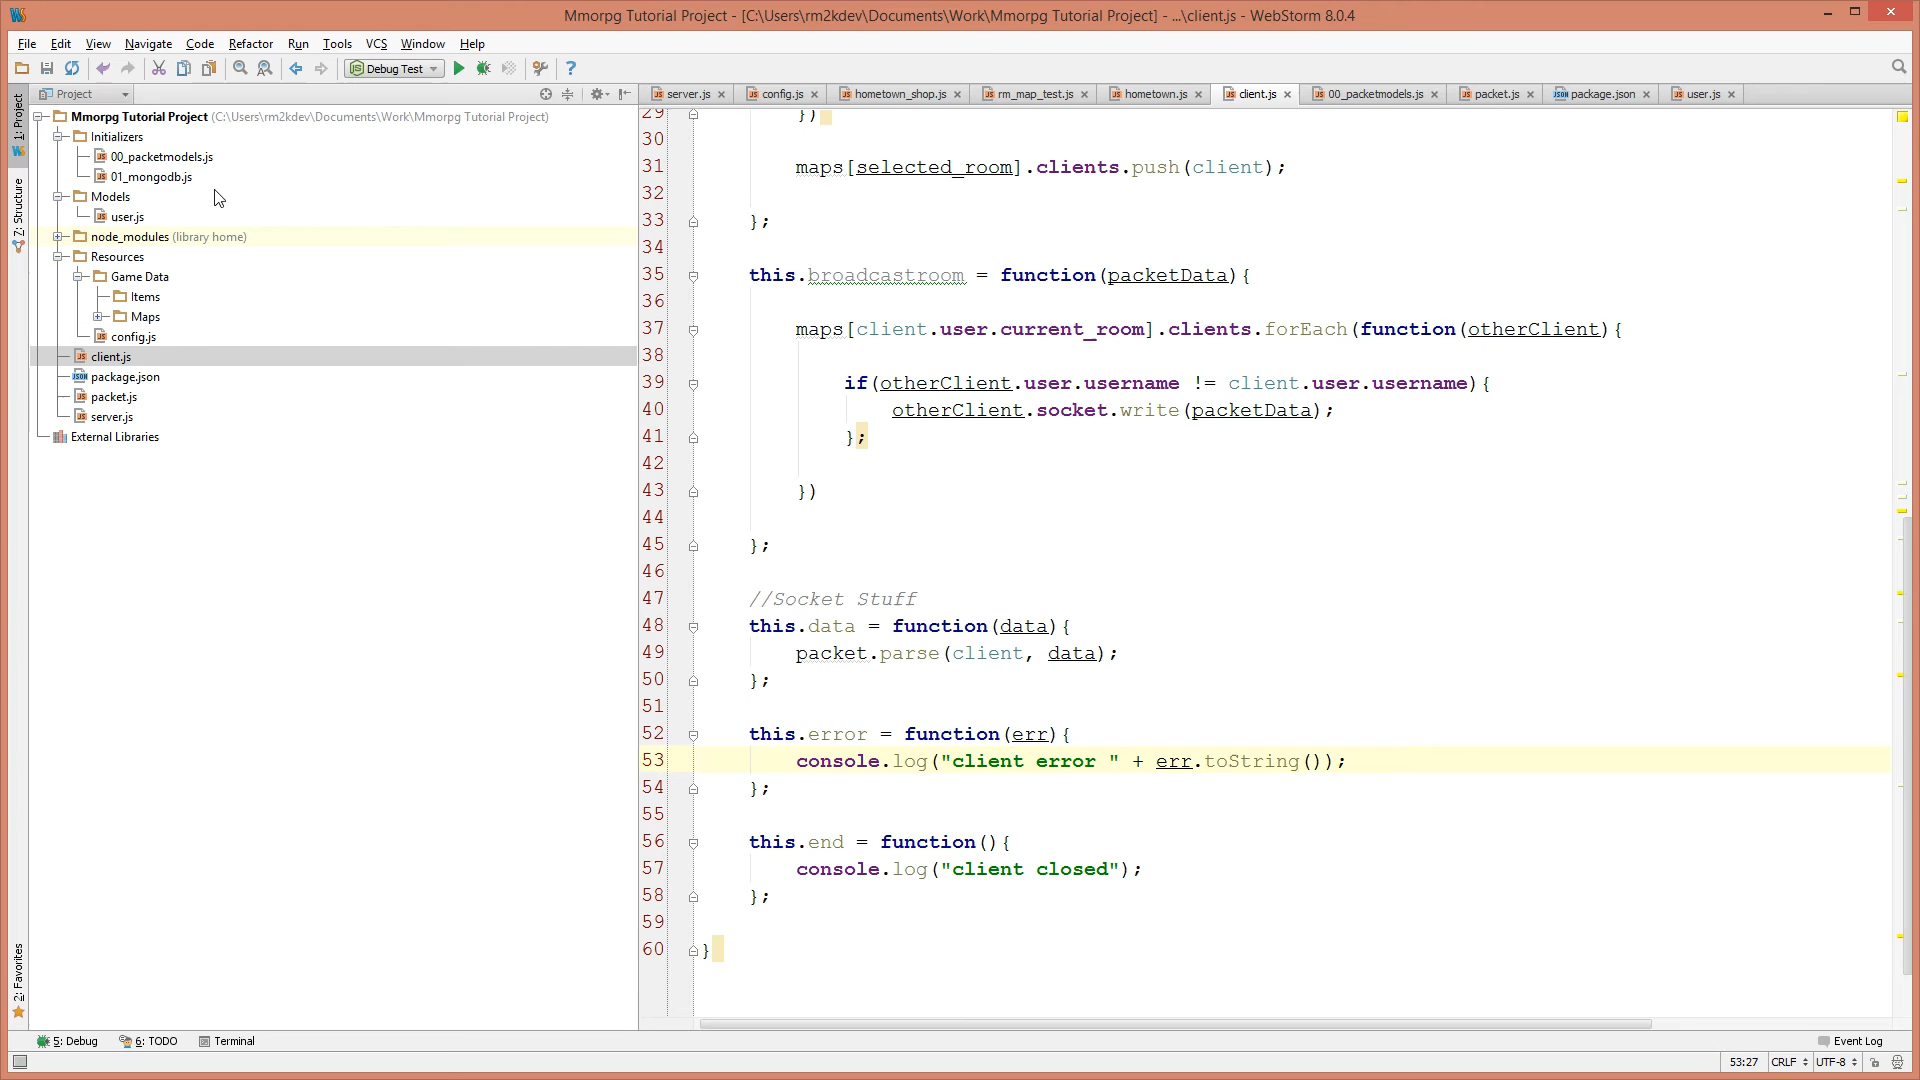 Mmorpg Tutorial Project - [C:\Users\rm2kdev\Documents\Work\Mmorpg Tutorial Project] - ...\client.js - WebStorm 8.0.4
File Edit View Navigate Code Refactor Run Tools VCS Window Help
Debug Test
Project
server.js config.js hometown_shop.js rm_map_test.js hometown.js client.js 00_packetmodels.js packet.js package.json user.js
1: Project
Z: Structure
2: Favorites
Mmorpg Tutorial Project (C:\Users\rm2kdev\Documents\Work\Mmorpg Tutorial Project)
Initializers
00_packetmodels.js
01_mongodb.js
Models
user.js
node_modules (library home)
Resources
Game Data
Items
Maps
config.js
client.js
package.json
packet.js
server.js
External Libraries
29 })
30
31 maps[selected_room].clients.push(client);
32
33 };
34
35 this.broadcastroom = function(packetData){
36
37 maps[client.user.current_room].clients.forEach(function(otherClient){
38
39 if(otherClient.user.username != client.user.username){
40 otherClient.socket.write(packetData);
41 };
42
43 })
44
45 };
46
47 //Socket Stuff
48 this.data = function(data){
49 packet.parse(client, data);
50 };
51
52 this.error = function(err){
53 console.log("client error " + err.toString());
54 };
55
56 this.end = function(){
57 console.log("client closed");
58 };
59
60 }
5: Debug 6: TODO Terminal Event Log
53:27 CRLF UTF-8